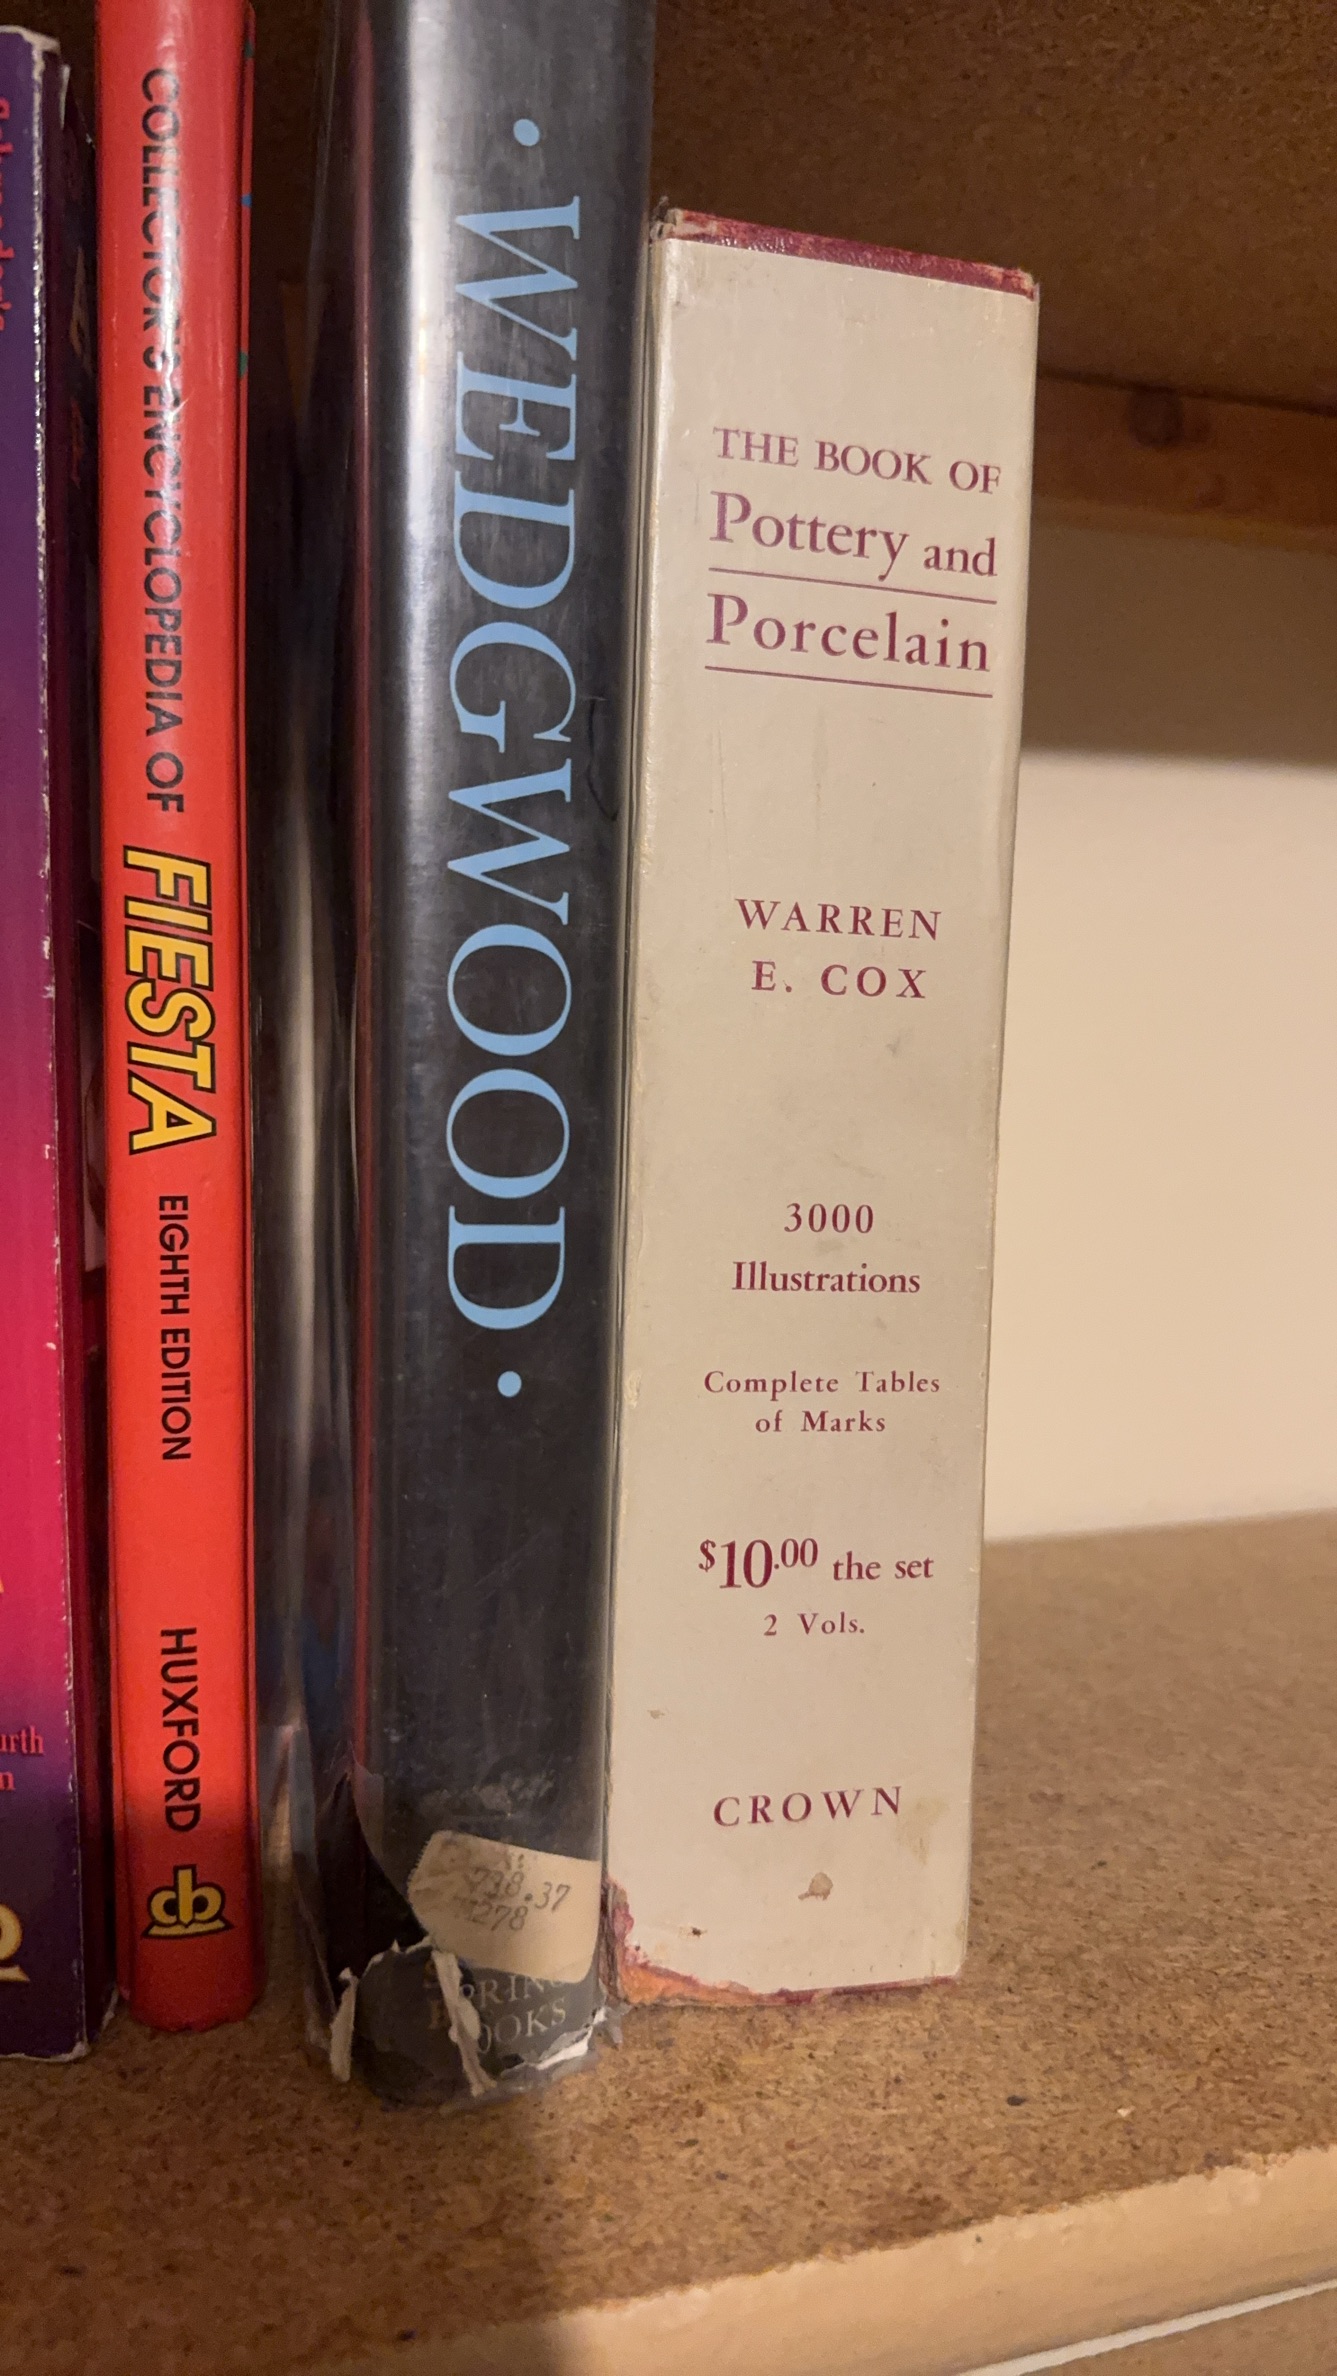 COLLECTOR'S ENCYCLOPEDIA OF
FIESTA
EIGHTH EDITION
HUXFORD
cb
• WEDGWOOD •
738.37
278
THE BOOK OF
Pottery and
Porcelain
WARREN
E. COX
3000
Illustrations
Complete Tables
of Marks
$10.00 the set
2 Vols.
CROWN